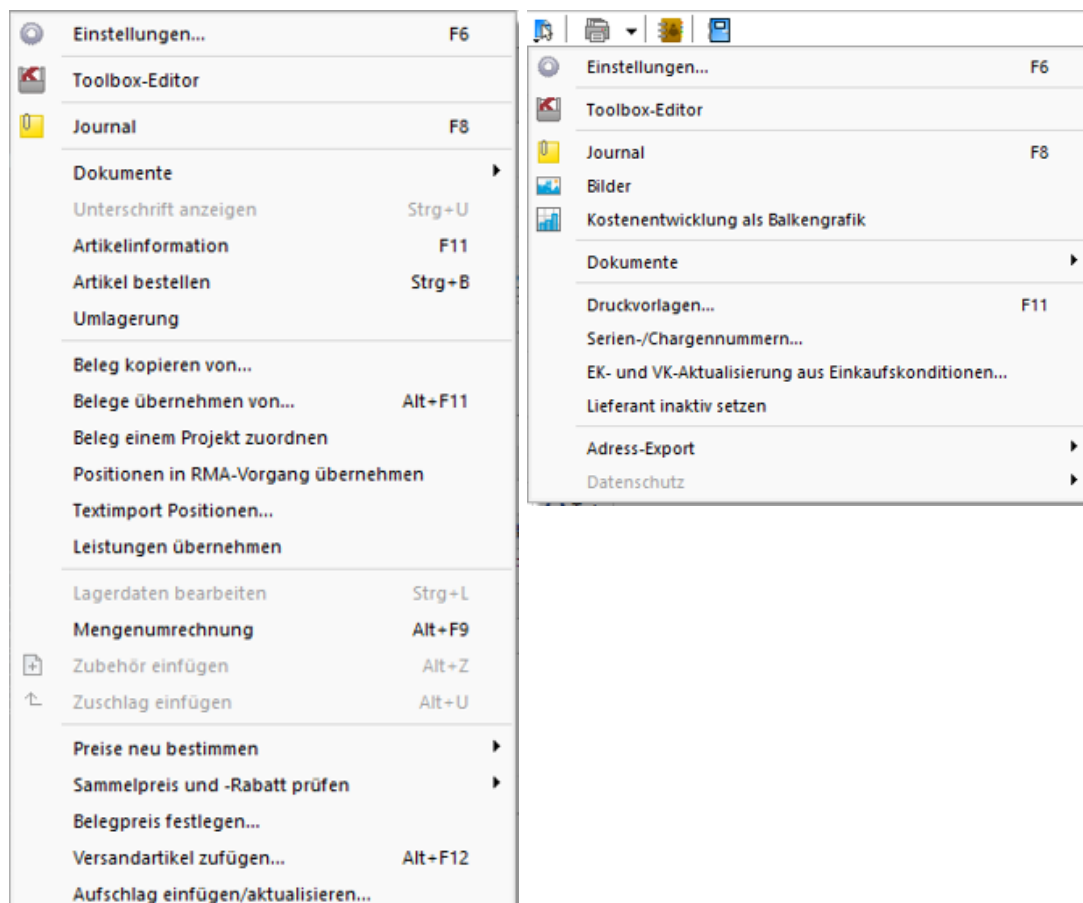 Einstellungen... F6
Toolbox-Editor
Journal F8
Dokumente
Unterschrift anzeigen Strg+U
Artikelinformation F11
Artikel bestellen Strg+B
Umlagerung
Beleg kopieren von...
Belege übernehmen von... Alt+F11
Beleg einem Projekt zuordnen
Positionen in RMA-Vorgang übernehmen
Textimport Positionen...
Leistungen übernehmen
Lagerdaten bearbeiten Strg+L
Mengenumrechnung Alt+F9
Zubehör einfügen Alt+Z
Zuschlag einfügen Alt+U
Preise neu bestimmen
Sammelpreis und -Rabatt prüfen
Belegpreis festlegen...
Versandartikel zufügen... Alt+F12
Aufschlag einfügen/aktualisieren...
Einstellungen... F6
Toolbox-Editor
Journal F8
Bilder
Kostenentwicklung als Balkengrafik
Dokumente
Druckvorlagen... F11
Serien-/Chargennummern...
EK- und VK-Aktualisierung aus Einkaufskonditionen...
Lieferant inaktiv setzen
Adress-Export
Datenschutz